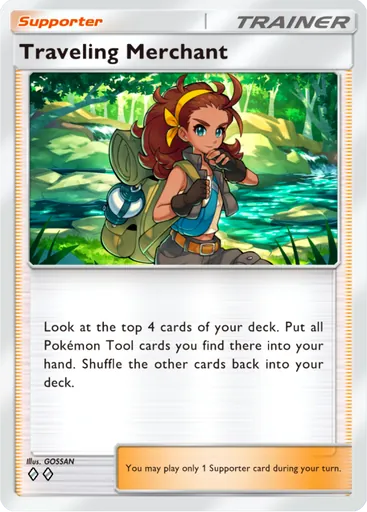 Supporter
TRAINER
Traveling Merchant
Look at the top 4 cards of your deck. Put all
Pokémon Tool cards you find there into your
hand. Shuffle the other cards back into your
deck.
Illus. GOSSAN
You may play only 1 Supporter card during your turn.